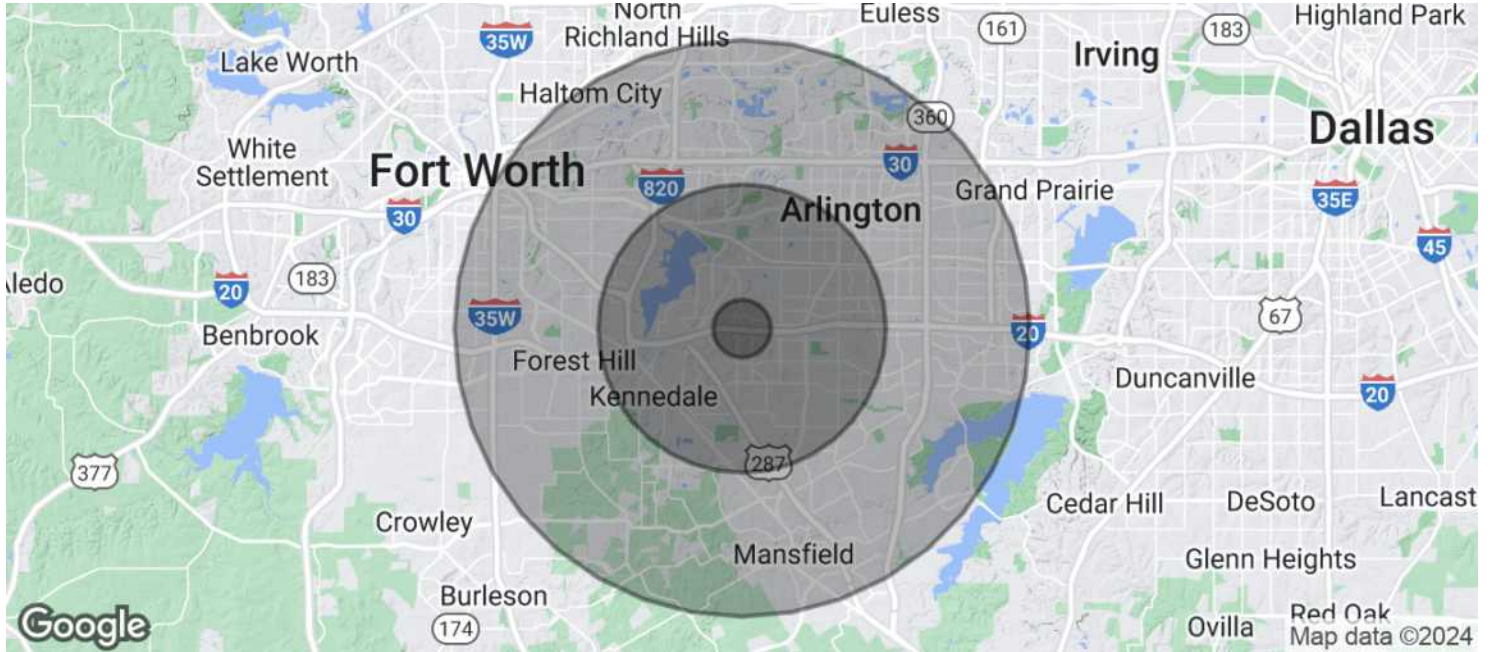 North
Richland Hills
Euless
161
183
Highland Park
35W
Lake Worth
Irving
Haltom City
360
Dallas
White
Settlement
Fort Worth
30
820
Grand Prairie
30
Arlington
35E
45
183
ledo
20
35W
67
Benbrook
20
Forest Hill
Duncanville
Kennedale
20
377
287
Cedar Hill
DeSoto
Lancast
Crowley
Mansfield
Glenn Heights
Burleson
174
Red Oak
Ovilla
Google
Map data ©2024